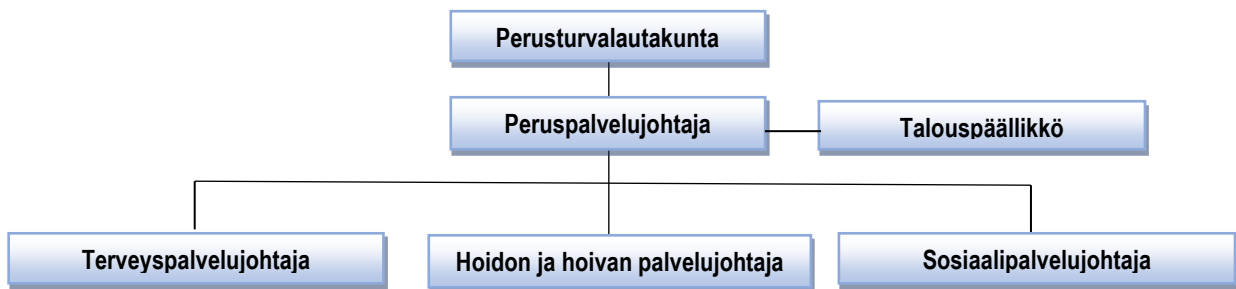 Perusturvalautakunta
Peruspalvelujohtaja
Talouspäällikkö
Terveyspalvelujohtaja
Hoidon ja hoivan palvelujohtaja
Sosiaalipalvelujohtaja